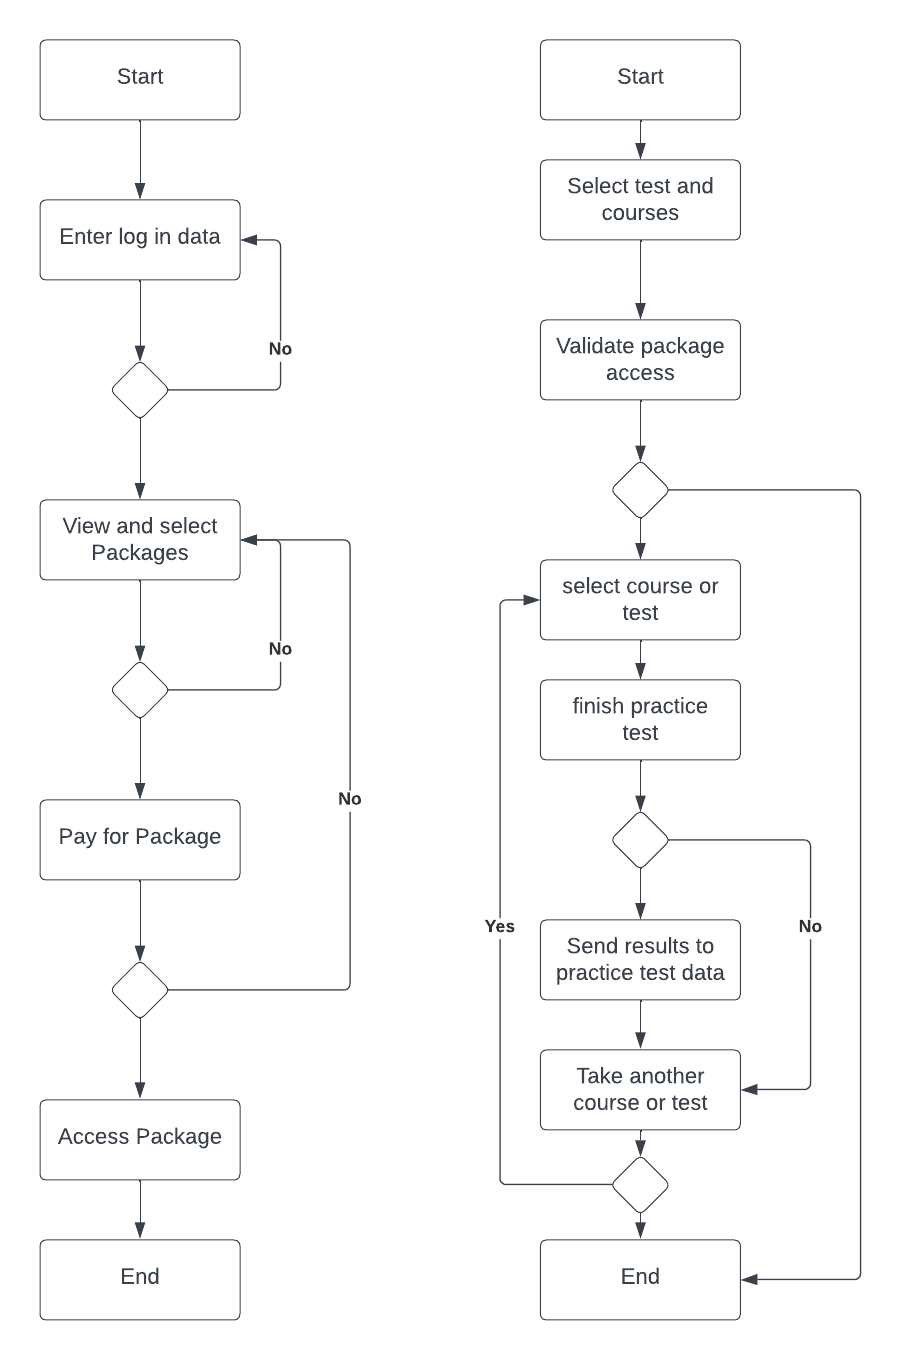 Start
Enter log in data
No
View and select
Packages
No
Pay for Package
No
Access Package
End
Start
Select test and
courses
Validate package
access
select course or
test
finish practice
test
Yes
No
Send results to
practice test data
Take another
course or test
End